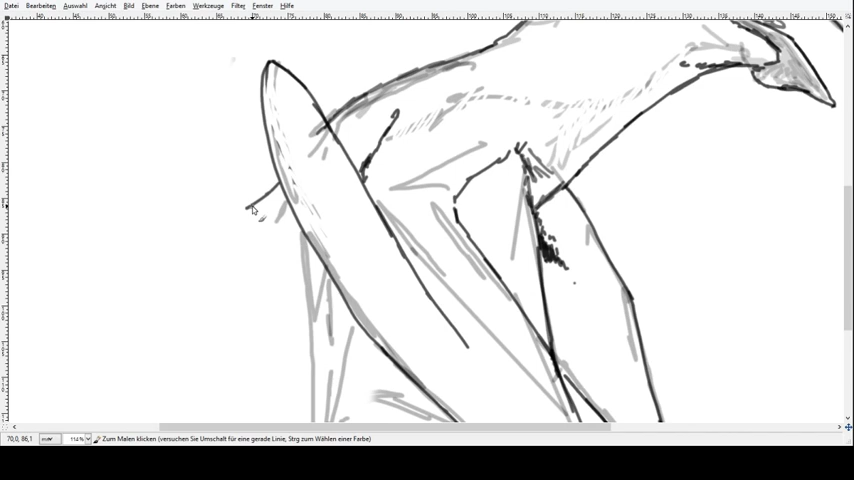 Datei Bearbeiten Auswahl Ansicht Bild Ebene Farben Werkzeuge Filter Fenster Hilfe
70,0, 86,1 mm 114 % Zum Malen klicken (versuchen Sie Umschalt für eine gerade Linie, Strg zum Wählen einer Farbe)